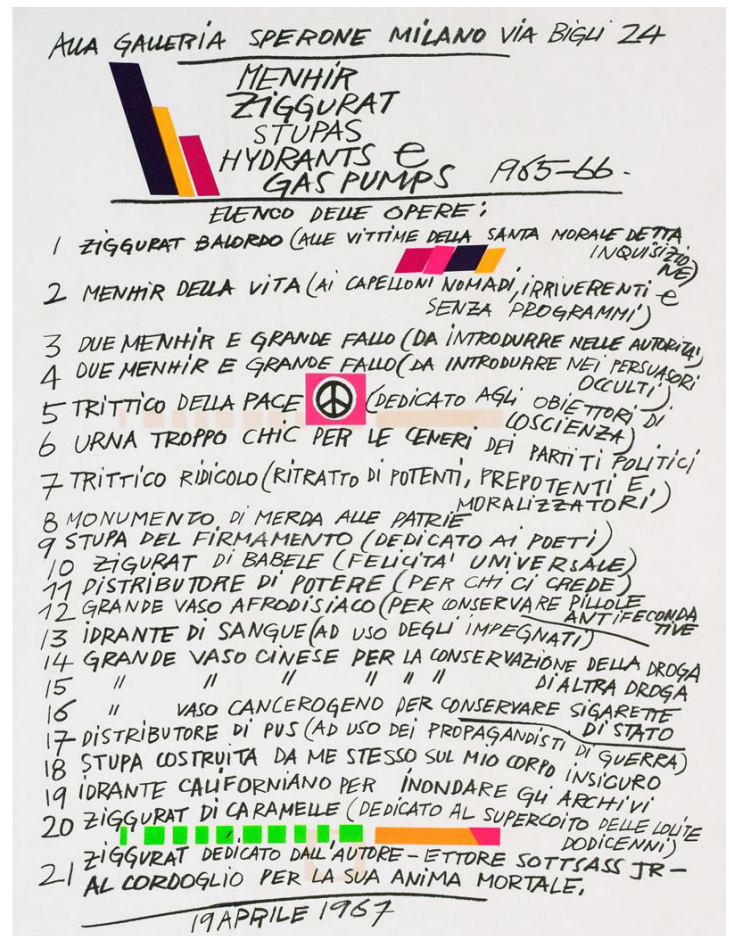 ALLA GALLERIA SPERONE MILANO VIA BIGLI 24
MENHIR
ZIGGURAT
STUPAS
HYDRANTS e
GAS PUMPS 1965-66.
ELENCO DELLE OPERE:
1 ZIGGURAT BALORDO (ALLE VITTIME DELLA SANTA MORALE DETTA
INQUISIZIO
NE)
2 MENHIR DELLA VITA (AI CAPELLONI NOMADI, IRRIVERENTI e
SENZA PROGRAMMI)
3 DUE MENHIR E GRANDE FALLO (DA INTRODURRE NELLE AUTORITA')
4 DUE MENHIR E GRANDE FALLO (DA INTRODURRE NEI PERSUASORI
OCCULTI)
5 TRITTICO DELLA PACE (DEDICATO AGLI OBIETTORI DI
COSCIENZA)
6 URNA TROPPO CHIC PER LE CENERI DEI PARTITI POLITICI
7 TRITTICO RIDICOLO (RITRATTO DI POTENTI, PREPOTENTI E
MORALIZZATORI)
8 MONUMENTO DI MERDA ALLE PATRIE
9 STUPA DEL FIRMAMENTO (DEDICATO AI POETI)
10 ZIGURAT DI BABELE (FELICITA' UNIVERSALE)
11 DISTRIBUTORE DI POTERE (PER CHI CI CREDE)
12 GRANDE VASO AFRODISIACO (PER CONSERVARE PILLOLE
ANTIFECONDA
TIVE
13 IDRANTE DI SANGUE (AD USO DEGLI IMPEGNATI)
14 GRANDE VASO CINESE PER LA CONSERVAZIONE DELLA DROGA
15 " " " " " " DI ALTRA DROGA
16 " VASO CANCEROGENO PER CONSERVARE SIGARETTE
DI STATO
17 DISTRIBUTORE DI PUS (AD USO DEI PROPAGANDISTI DI GUERRA)
18 STUPA COSTRUITA DA ME STESSO SUL MIO CORPO INSICURO
19 IDRANTE CALIFORNIANO PER INONDARE GLI ARCHIVI
20 ZIGGURAT DI CARAMELLE (DEDICATO AL SUPERCOITO DELLE LOLITE
DODICENNI)
21 ZIGGURAT DEDICATO DALL'AUTORE - ETTORE SOTTSASS JR -
AL CORDOGLIO PER LA SUA ANIMA MORTALE.
19 APRILE 1967